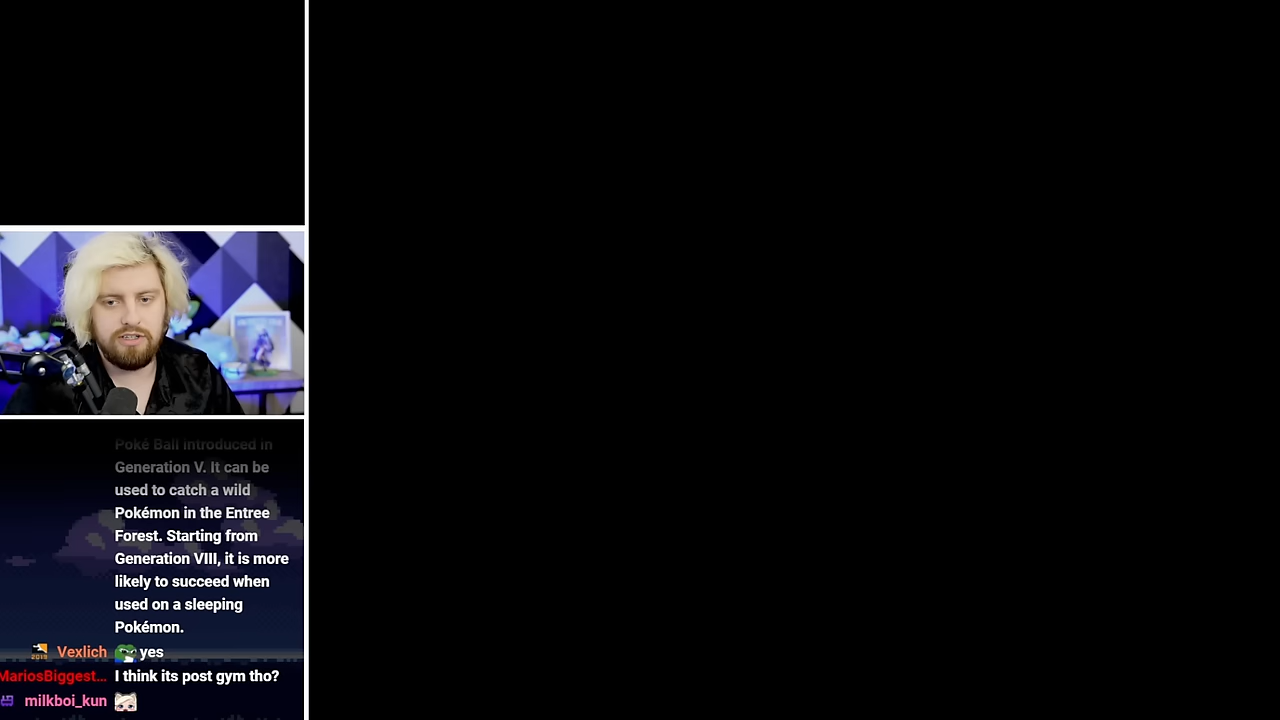 Poké Ball introduced in
Generation V. It can be
used to catch a wild
Pokémon in the Entree
Forest. Starting from
Generation VIII, it is more
likely to succeed when
used on a sleeping
Pokémon.
Vexlich yes
MariosBiggest... I think its post gym tho?
milkboi_kun